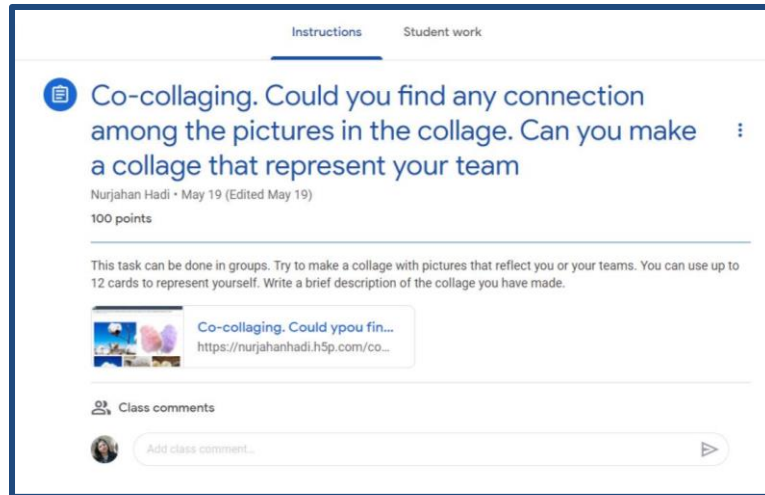 Instructions Student work
Co-collaging. Could you find any connection
among the pictures in the collage. Can you make
a collage that represent your team
Nurjahan Hadi • May 19 (Edited May 19)
100 points
This task can be done in groups. Try to make a collage with pictures that reflect you or your teams. You can use up to
12 cards to represent yourself. Write a brief description of the collage you have made.
Co-collaging. Could ypou fin...
https://nurjahanhadi.h5p.com/co...
Class comments
Add class comment...